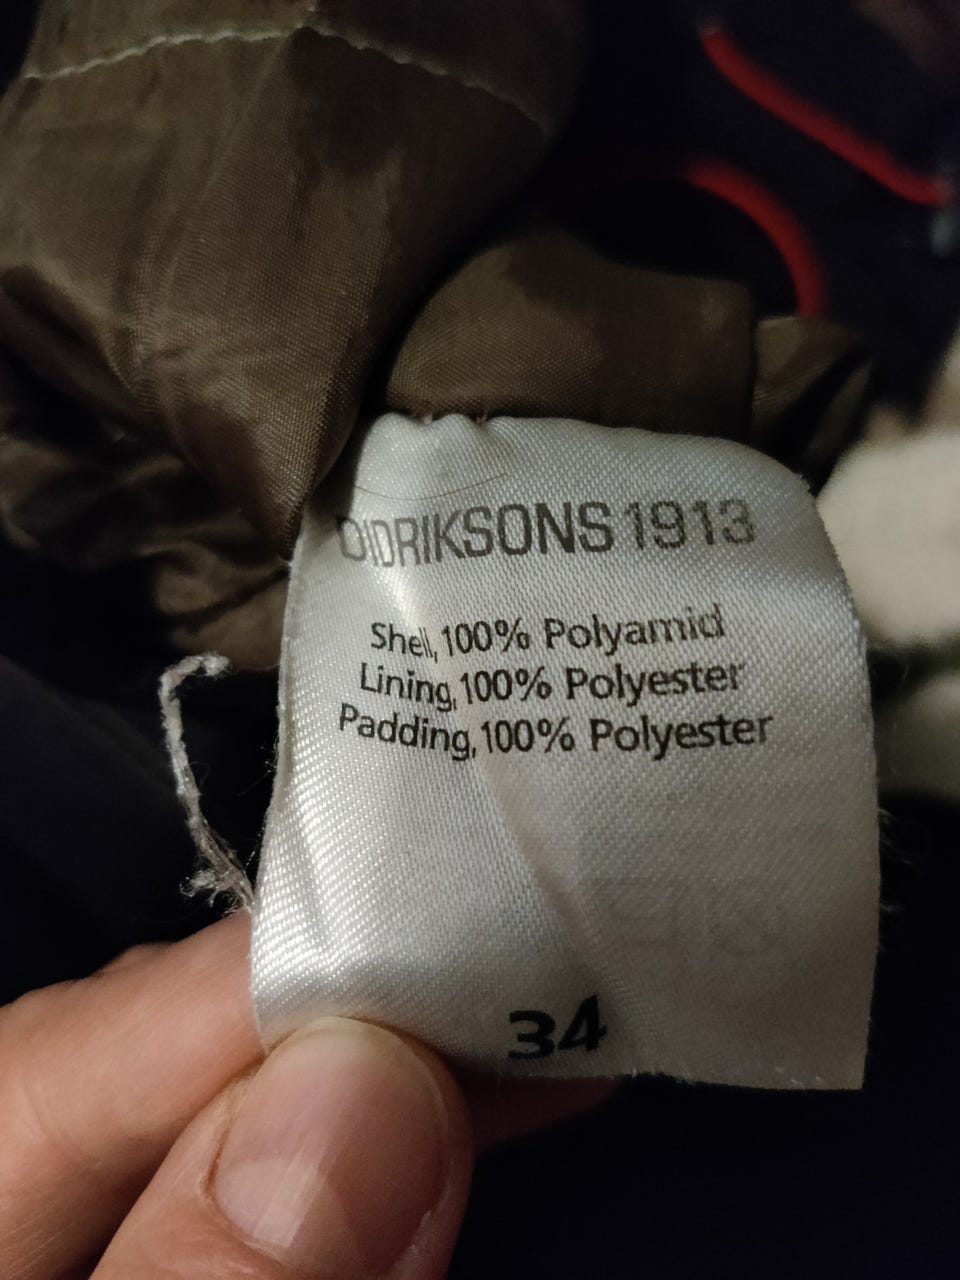 DIDRIKSONS 1913
Shell, 100% Polyamid
Lining, 100% Polyester
Padding, 100% Polyester
34